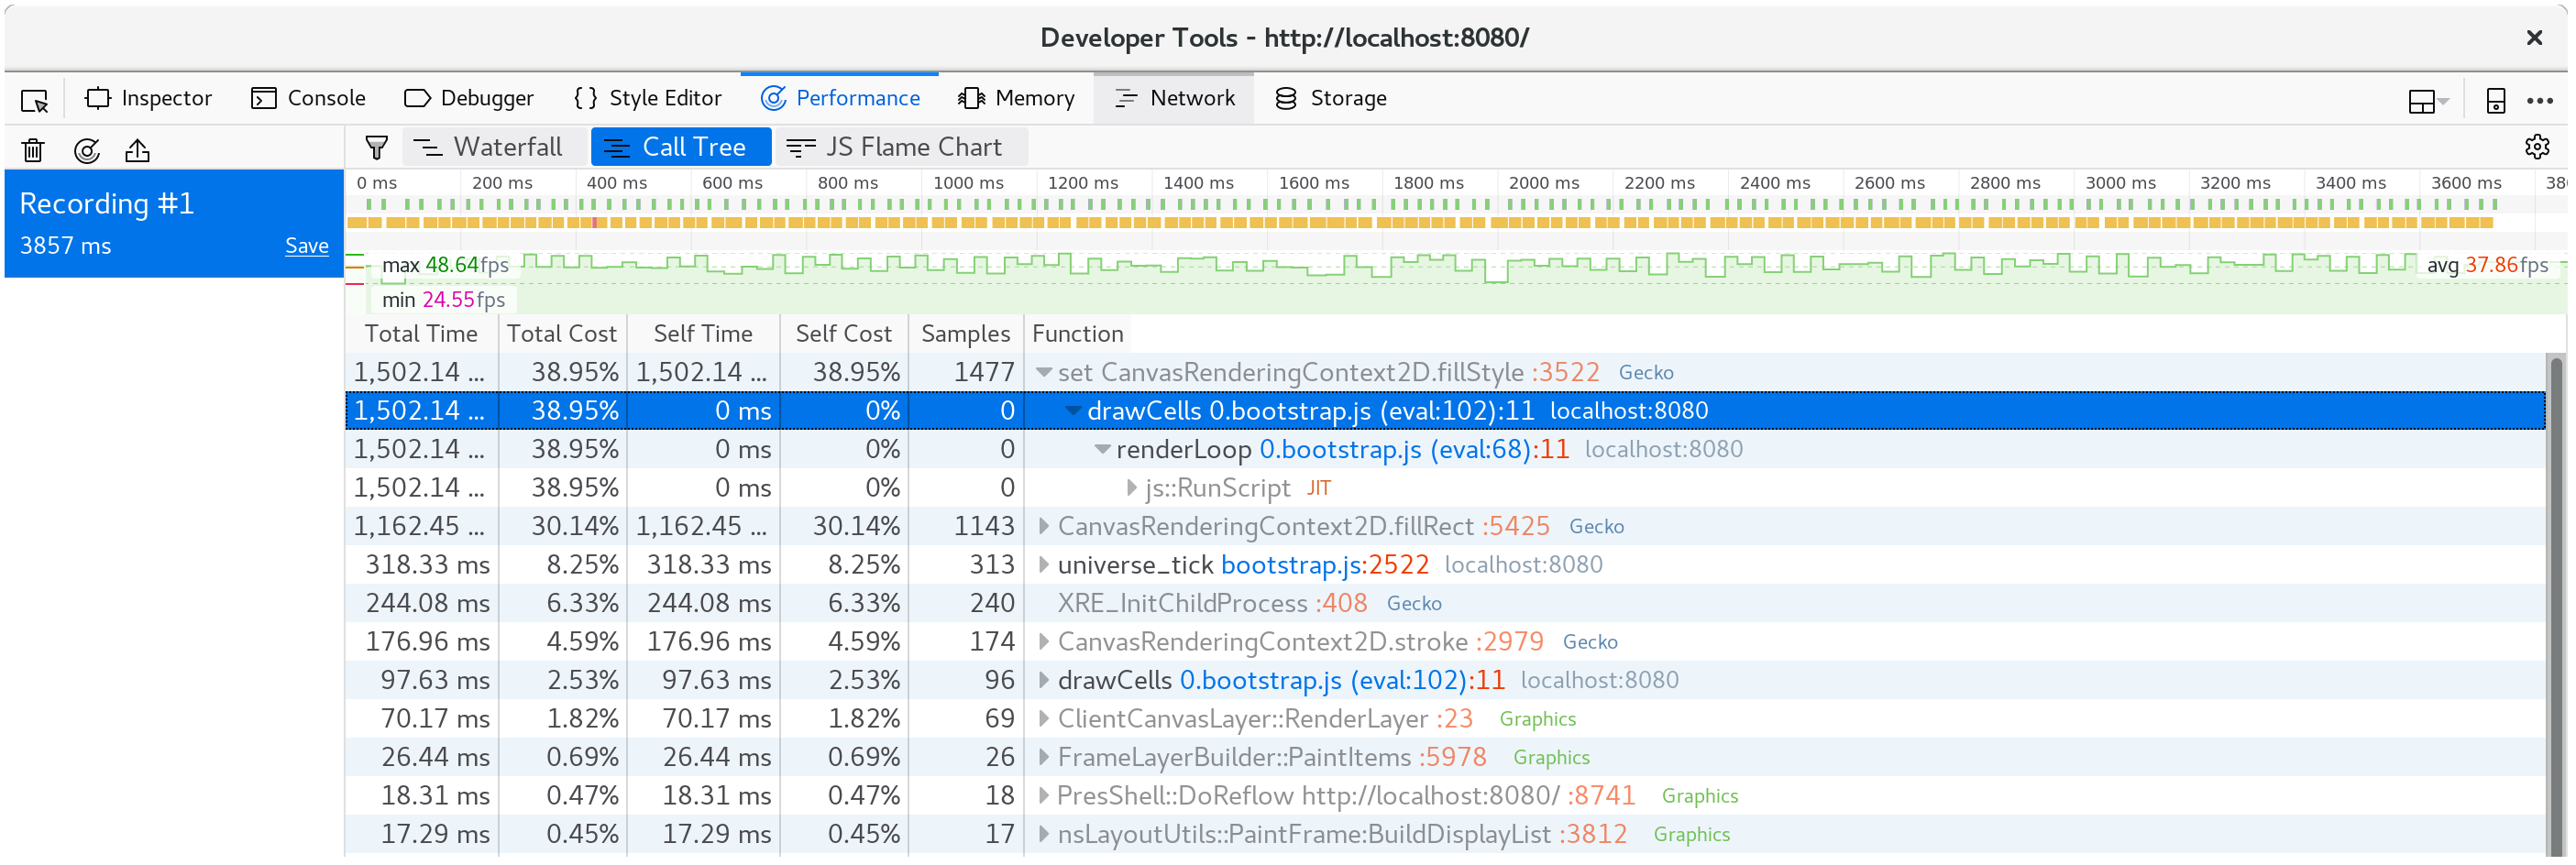 Developer Tools - http://localhost:8080/
Inspector Console Debugger Style Editor Performance Memory Network Storage
Waterfall Call Tree JS Flame Chart
Recording #1
3857 ms Save
0 ms 200 ms 400 ms 600 ms 800 ms 1000 ms 1200 ms 1400 ms 1600 ms 1800 ms 2000 ms 2200 ms 2400 ms 2600 ms 2800 ms 3000 ms 3200 ms 3400 ms 3600 ms
max 48.64fps
avg 37.86fps
min 24.55fps
Total Time Total Cost Self Time Self Cost Samples Function
1,502.14 ... 38.95% 1,502.14 ... 38.95% 1477 set CanvasRenderingContext2D.fillStyle :3522 Gecko
1,502.14 ... 38.95% 0 ms 0% 0 drawCells 0.bootstrap.js (eval:102):11 localhost:8080
1,502.14 ... 38.95% 0 ms 0% 0 renderLoop 0.bootstrap.js (eval:68):11 localhost:8080
1,502.14 ... 38.95% 0 ms 0% 0 js::RunScript JIT
1,162.45 ... 30.14% 1,162.45 ... 30.14% 1143 CanvasRenderingContext2D.fillRect :5425 Gecko
318.33 ms 8.25% 318.33 ms 8.25% 313 universe_tick bootstrap.js:2522 localhost:8080
244.08 ms 6.33% 244.08 ms 6.33% 240 XRE_InitChildProcess :408 Gecko
176.96 ms 4.59% 176.96 ms 4.59% 174 CanvasRenderingContext2D.stroke :2979 Gecko
97.63 ms 2.53% 97.63 ms 2.53% 96 drawCells 0.bootstrap.js (eval:102):11 localhost:8080
70.17 ms 1.82% 70.17 ms 1.82% 69 ClientCanvasLayer::RenderLayer :23 Graphics
26.44 ms 0.69% 26.44 ms 0.69% 26 FrameLayerBuilder::PaintItems :5978 Graphics
18.31 ms 0.47% 18.31 ms 0.47% 18 PresShell::DoReflow http://localhost:8080/ :8741 Graphics
17.29 ms 0.45% 17.29 ms 0.45% 17 nsLayoutUtils::PaintFrame:BuildDisplayList :3812 Graphics